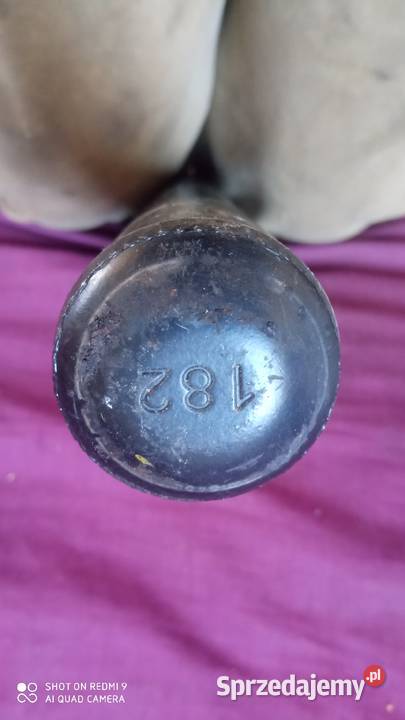 182
SHOT ON REDMI 9
AI QUAD CAMERA
Sprzedajemy.pl